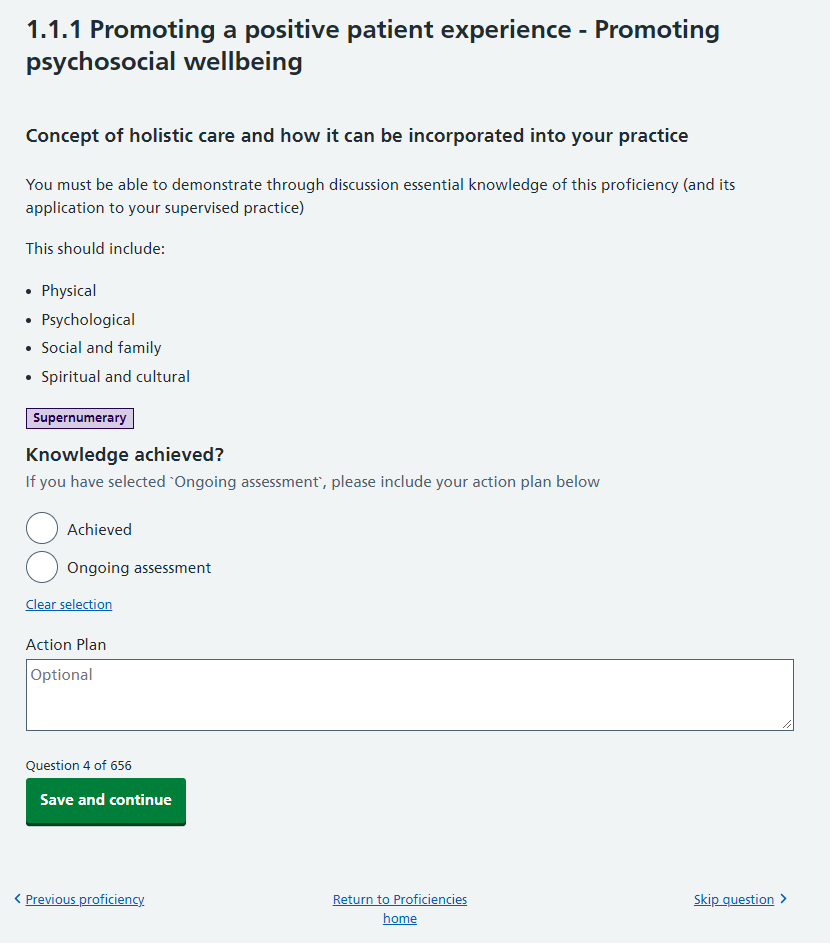 1.1.1 Promoting a positive patient experience - Promoting
psychosocial wellbeing
Concept of holistic care and how it can be incorporated into your practice
You must be able to demonstrate through discussion essential knowledge of this proficiency (and its
application to your supervised practice)
This should include:
• Physical
• Psychological
• Social and family
• Spiritual and cultural
Supernumerary
Knowledge achieved?
If you have selected `Ongoing assessment`, please include your action plan below
Achieved
Ongoing assessment
Clear selection
Action Plan
Optional
Question 4 of 656
Save and continue
Previous proficiency
Return to Proficiencies
home
Skip question